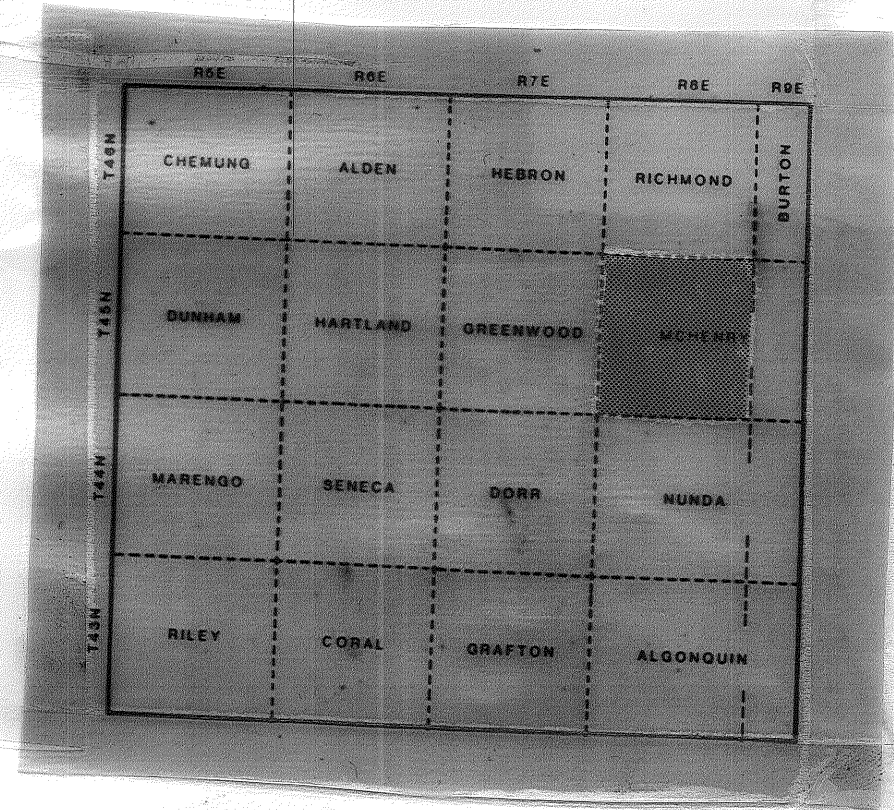 R5E R6E R7E R8E R9E
T46N CHEMUNG ALDEN HEBRON RICHMOND BURTON
T45N DUNHAM HARTLAND GREENWOOD MCHENRY
T44N MARENGO SENECA DORR NUNDA
T43N RILEY CORAL GRAFTON ALGONQUIN